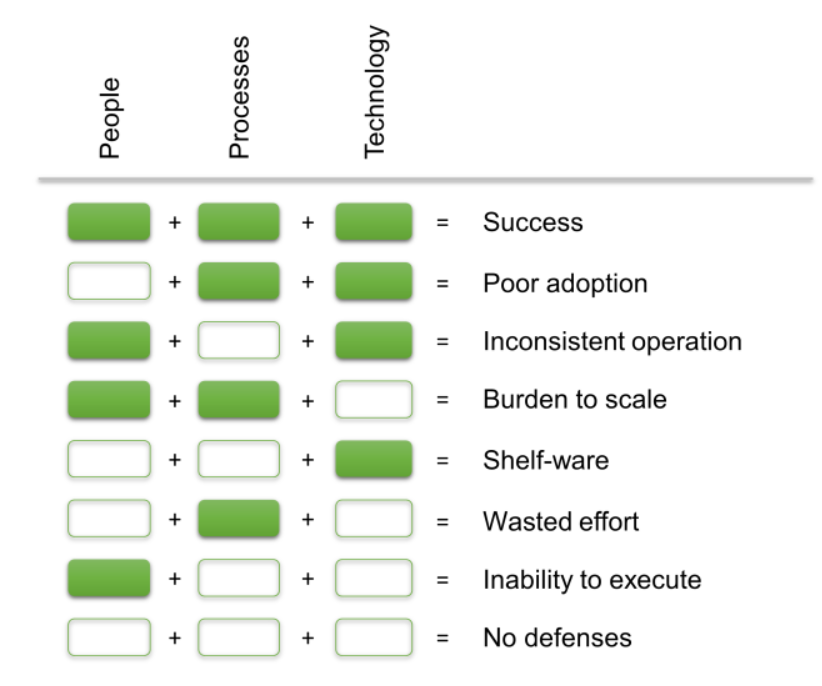 People Processes Technology
+ + = Success
+ + = Poor adoption
+ + = Inconsistent operation
+ + = Burden to scale
+ + = Shelf-ware
+ + = Wasted effort
+ + = Inability to execute
+ + = No defenses